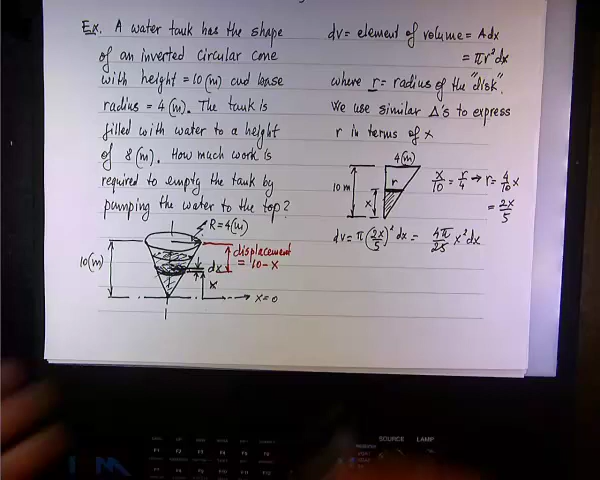 Ex. A water tank has the shape
of an inverted circular cone
with height = 10 (m) and base
radius = 4 (m). The tank is
filled with water to a height
of 8 (m). How much work is
required to empty the tank by
pumping the water to the top?
R = 4(m)
10(m)
displacement
= 10 - x
dx
x
x = 0
dv = element of volume = A dx
= πr² dx
where r = radius of the "disk".
We use similar Δ's to express
r in terms of x
4(m)
10 m
r
x
x/10 = r/4 → r = 4/10 x
= 2x/5
dv = π(2x/5)² dx = 4π/25 x² dx
SOURCE LAMP